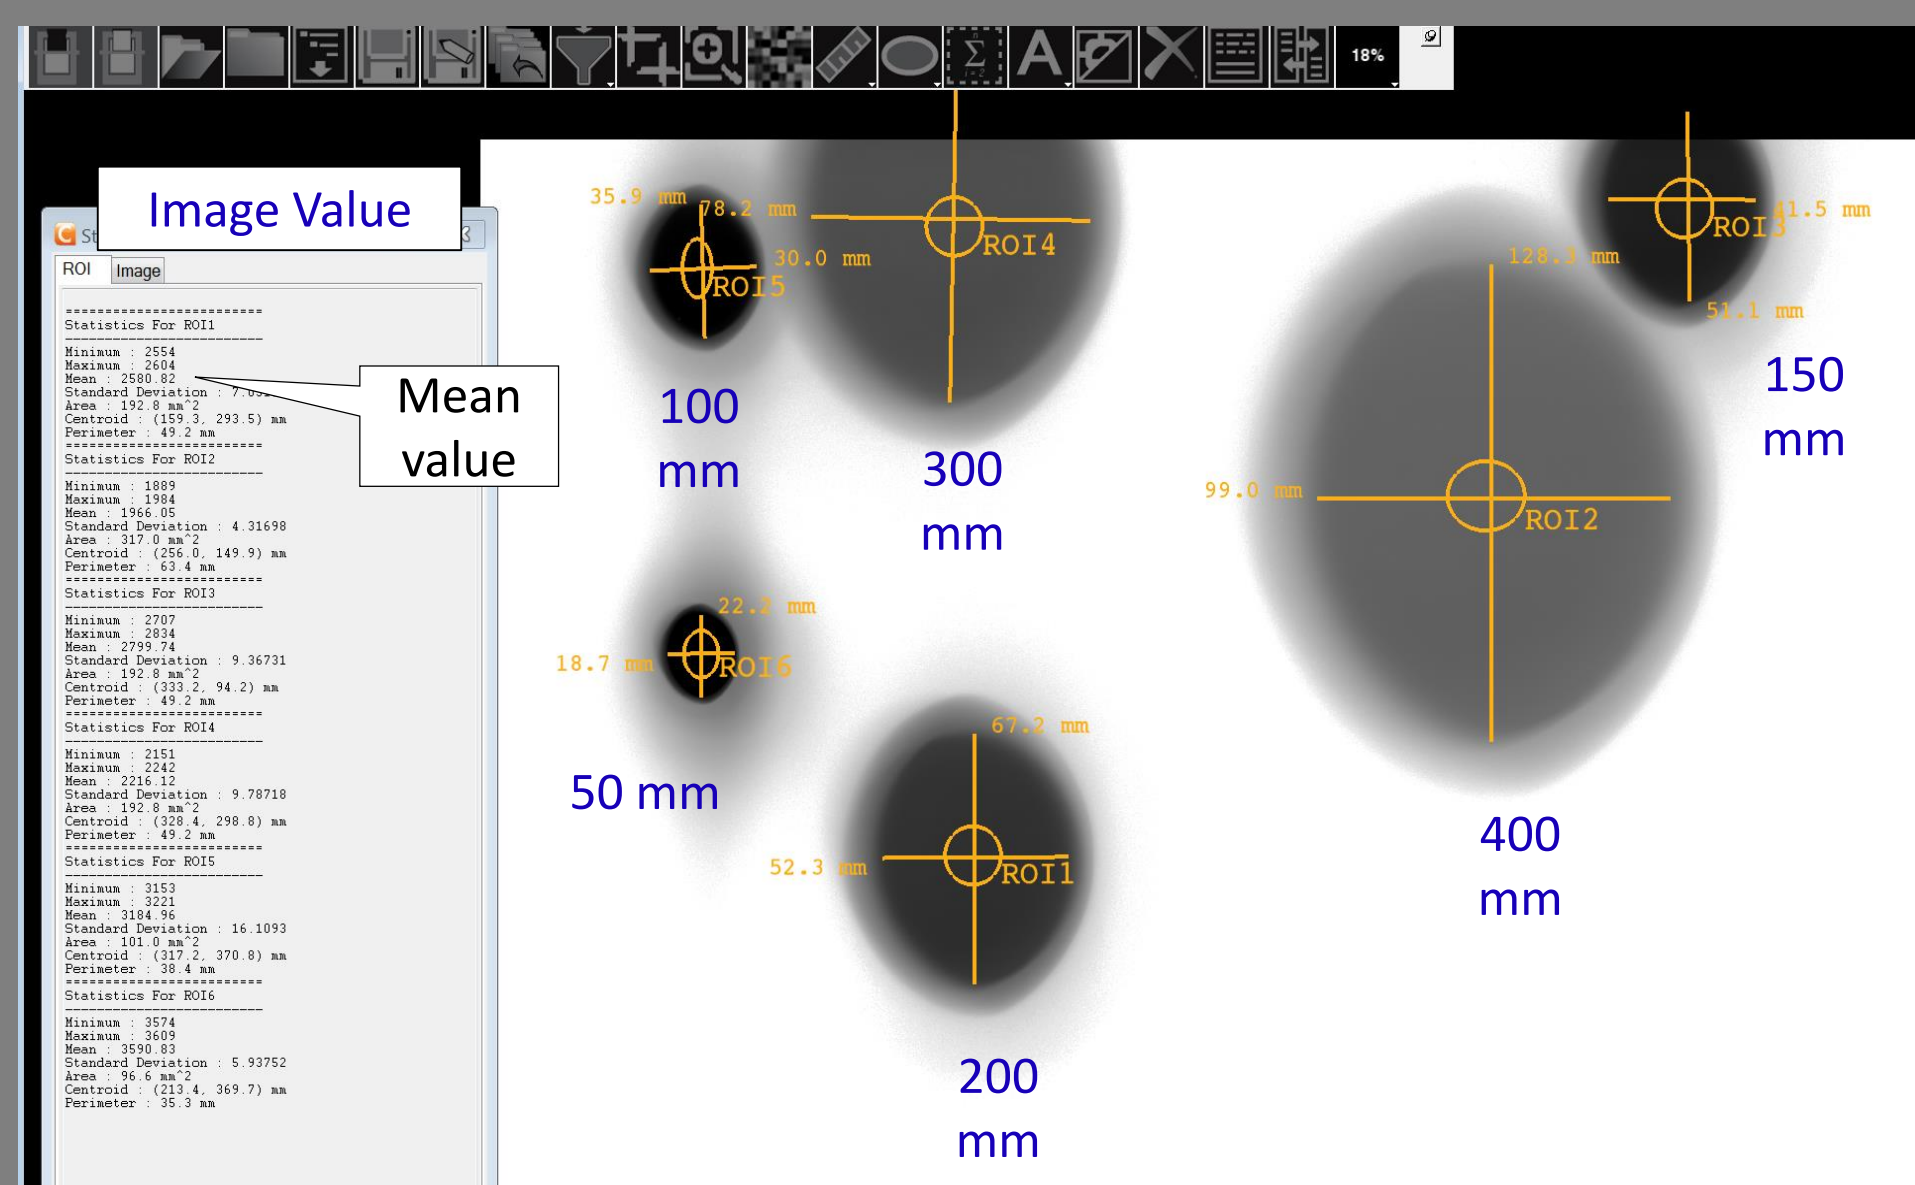 18%
Image Value
St
ROI
Image
=========================
Statistics For ROI1
-------------------------
Minimum : 2554
Maximum : 2604
Mean : 2580.82
Standard Deviation :
Area : 192.8 mm^2
Centroid : (159.3, 293.5) mm
Perimeter : 49.2 mm
=========================
Statistics For ROI2
-------------------------
Minimum : 1889
Maximum : 1984
Mean : 1966.05
Standard Deviation : 4.31698
Area : 317.0 mm^2
Centroid : (256.0, 149.9) mm
Perimeter : 63.4 mm
=========================
Statistics For ROI3
-------------------------
Minimum : 2707
Maximum : 2834
Mean : 2799.74
Standard Deviation : 9.36731
Area : 192.8 mm^2
Centroid : (333.2, 94.2) mm
Perimeter : 49.2 mm
=========================
Statistics For ROI4
-------------------------
Minimum : 2151
Maximum : 2242
Mean : 2216.12
Standard Deviation : 9.78718
Area : 192.8 mm^2
Centroid : (328.4, 298.8) mm
Perimeter : 49.2 mm
=========================
Statistics For ROI5
-------------------------
Minimum : 3153
Maximum : 3221
Mean : 3184.96
Standard Deviation : 16.1093
Area : 101.0 mm^2
Centroid : (317.2, 370.8) mm
Perimeter : 38.4 mm
=========================
Statistics For ROI6
-------------------------
Minimum : 3574
Maximum : 3609
Mean : 3590.83
Standard Deviation : 5.93752
Area : 96.6 mm^2
Centroid : (213.4, 369.7) mm
Perimeter : 35.3 mm
Mean
value
35.9 mm
78.2 mm
30.0 mm
ROI5
ROI4
100
mm
300
mm
41.5 mm
ROI3
128.3 mm
51.1 mm
150
mm
99.0 mm
ROI2
400
mm
22.2 mm
18.7 mm
ROI6
50 mm
67.2 mm
52.3 mm
ROI1
200
mm